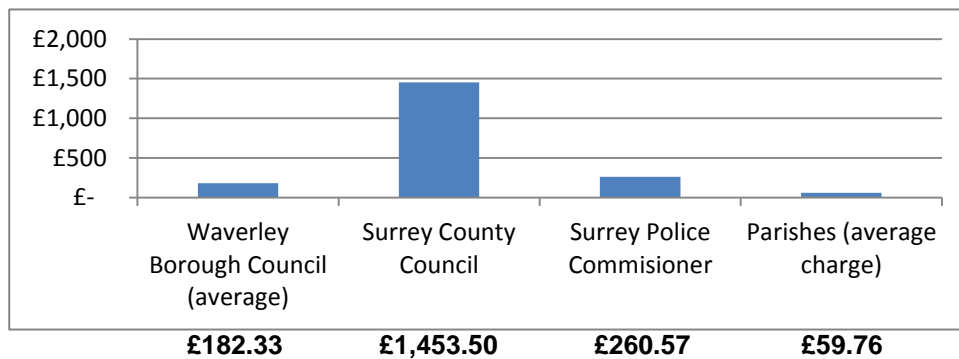 £2,000
£1,500
£1,000
£500
£-
Waverley
Borough Council
(average)
Surrey County
Council
Surrey Police
Commisioner
Parishes (average
charge)
£182.33 £1,453.50 £260.57 £59.76